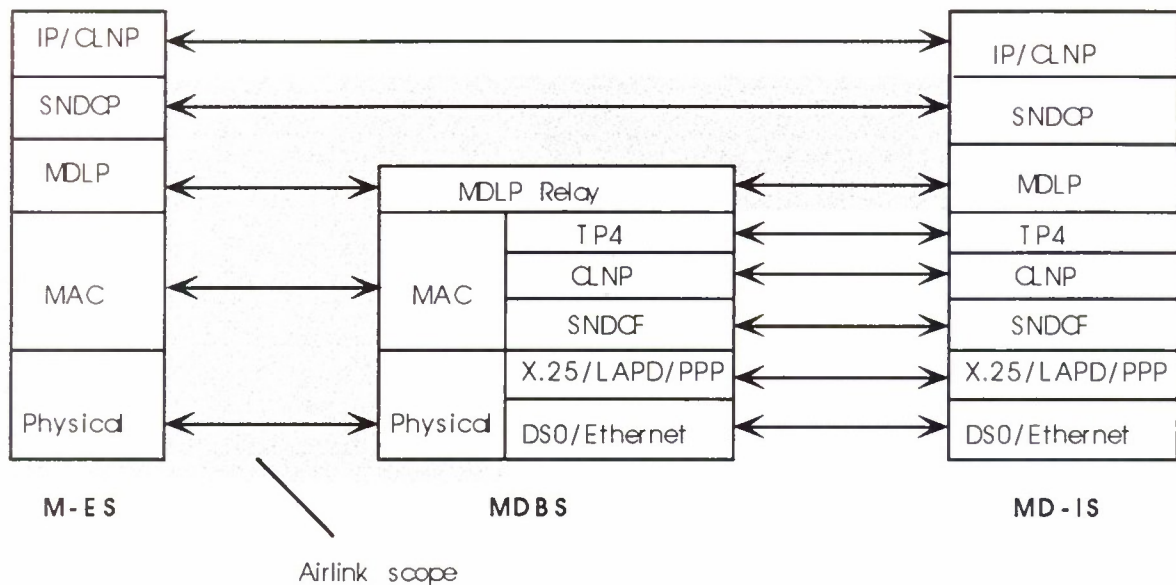 IP/CLNP
SNDCP
MDLP
MAC
Physical
M-ES
MDLP Relay
MAC
Physical
TP4
CLNP
SNDCF
X.25/LAPD/PPP
DS0/Ethernet
MDBS
IP/CLNP
SNDCP
MDLP
TP4
CLNP
SNDCF
X.25/LAPD/PPP
DS0/Ethernet
MD-IS
Airlink scope